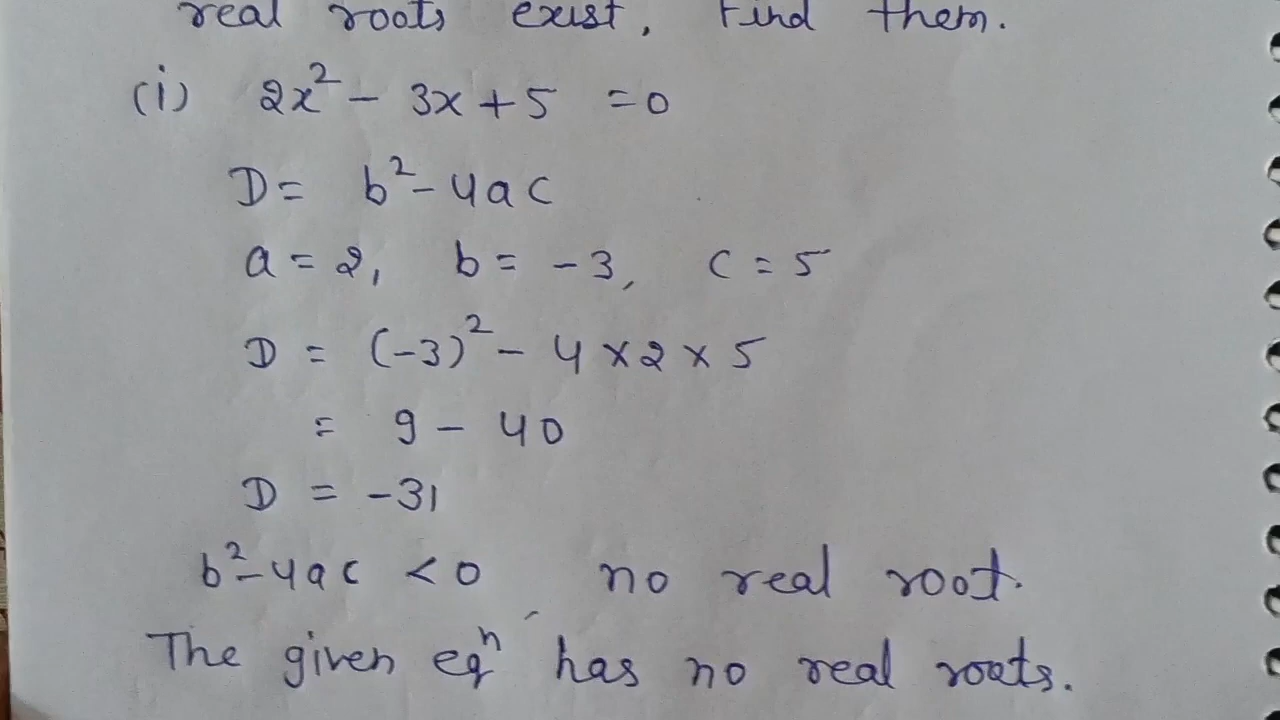 real roots exist, Find them.
(i) 2x² - 3x + 5 = 0
D = b² - 4ac
a = 2, b = -3, c = 5
D = (-3)² - 4 × 2 × 5
= 9 - 40
D = -31
b² - 4ac < 0 no real root.
The given eqⁿ has no real roots.